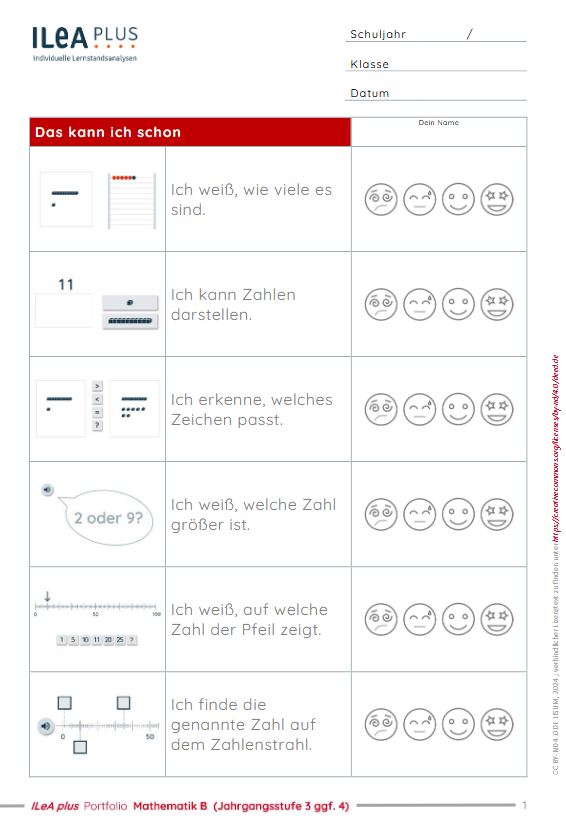 ILeA PLUS
Individuelle Lernstandsanalysen
Schuljahr /
Klasse
Datum
Das kann ich schon
Dein Name
Ich weiß, wie viele es
sind.
11
Ich kann Zahlen
darstellen.
>
<
=
?
Ich erkenne, welches
Zeichen passt.
2 oder 9?
Ich weiß, welche Zahl
größer ist.
0 50 100
1 5 10 11 20 25 ?
Ich weiß, auf welche
Zahl der Pfeil zeigt.
0 50
Ich finde die
genannte Zahl auf
dem Zahlenstrahl.
ILeA plus Portfolio Mathematik B (Jahrgangsstufe 3 ggf. 4) 1
CC BY-ND4.0DE LISUM, 2024; verbindlicher Lizenztext zu finden unter https://creativecommons.org/licenses/by-nd/4.0/deed.de